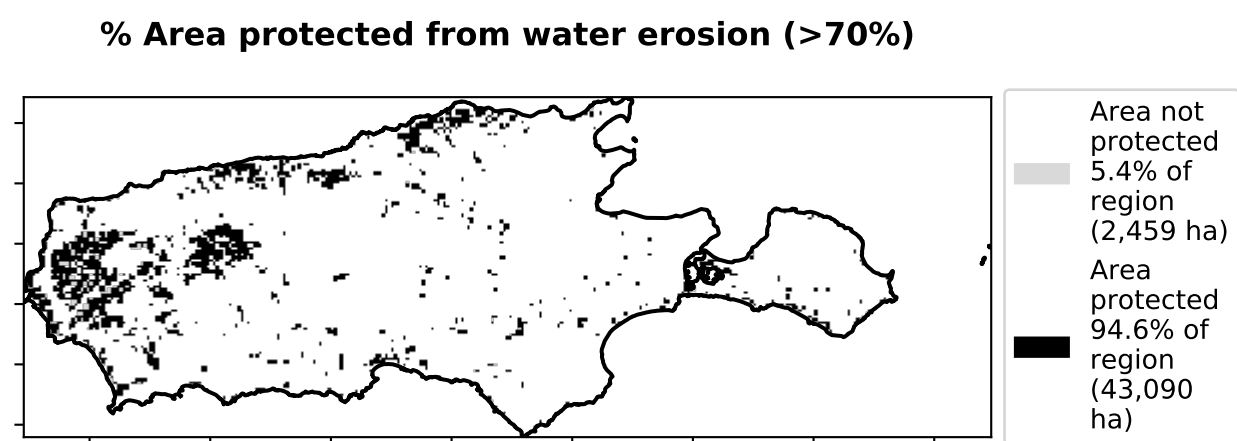 % Area protected from water erosion (>70%)
Area not
protected
5.4% of
region
(2,459 ha)
Area
protected
94.6% of
region
(43,090
ha)